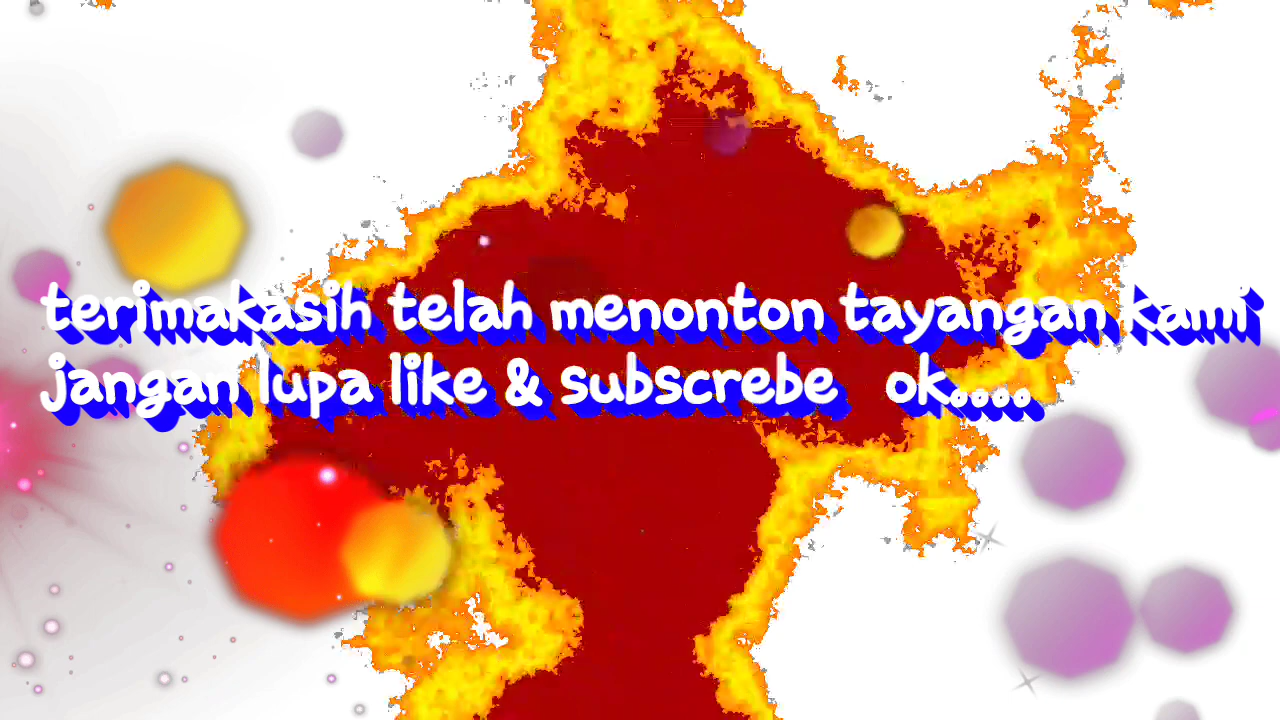 terimakasih telah menonton tayangan kami
jangan lupa like & subscrebe ok....